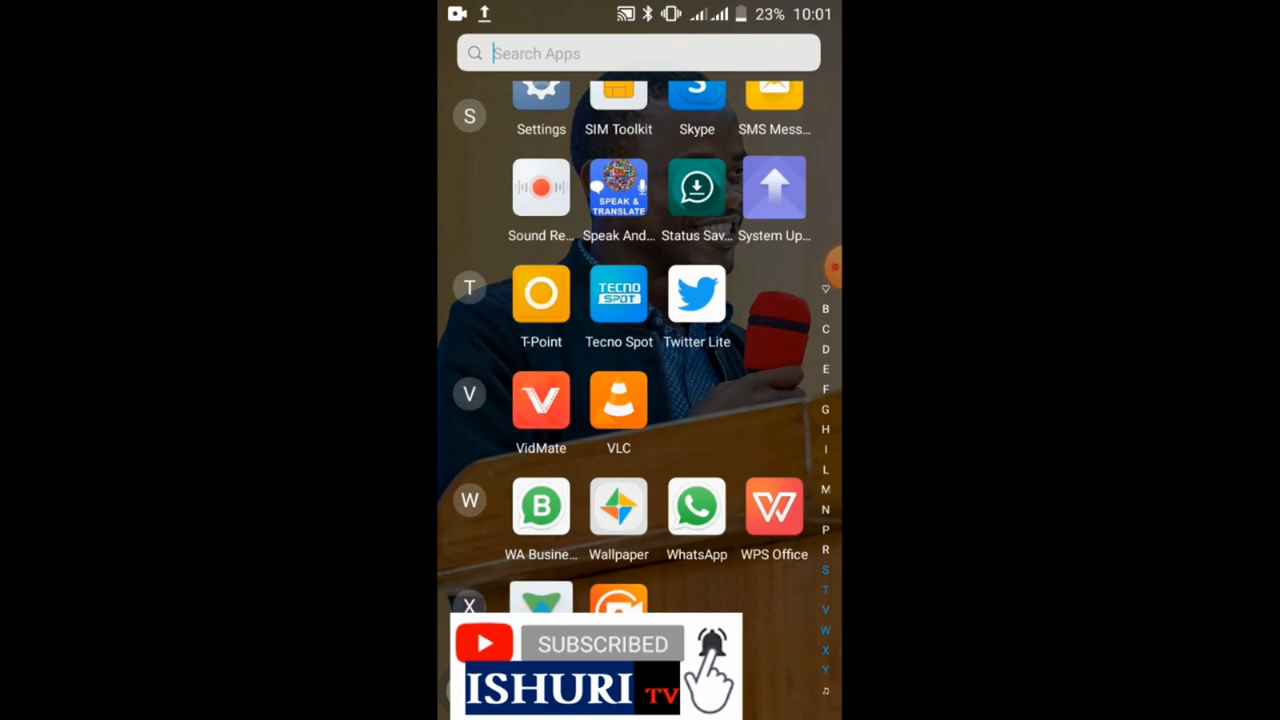 23% 10:01
Search Apps
S
Settings SIM Toolkit Skype SMS Mess...
SPEAK &
TRANSLATE
Sound Re... Speak And... Status Sav... System Up...
T
TECNO
SPOT
T-Point Tecno Spot Twitter Lite
V
VidMate VLC
W
WA Busine... Wallpaper WhatsApp WPS Office
X
♡
B
C
D
E
F
G
H
I
L
M
N
P
R
S
T
V
W
X
Y
♫
SUBSCRIBED
ISHURI TV